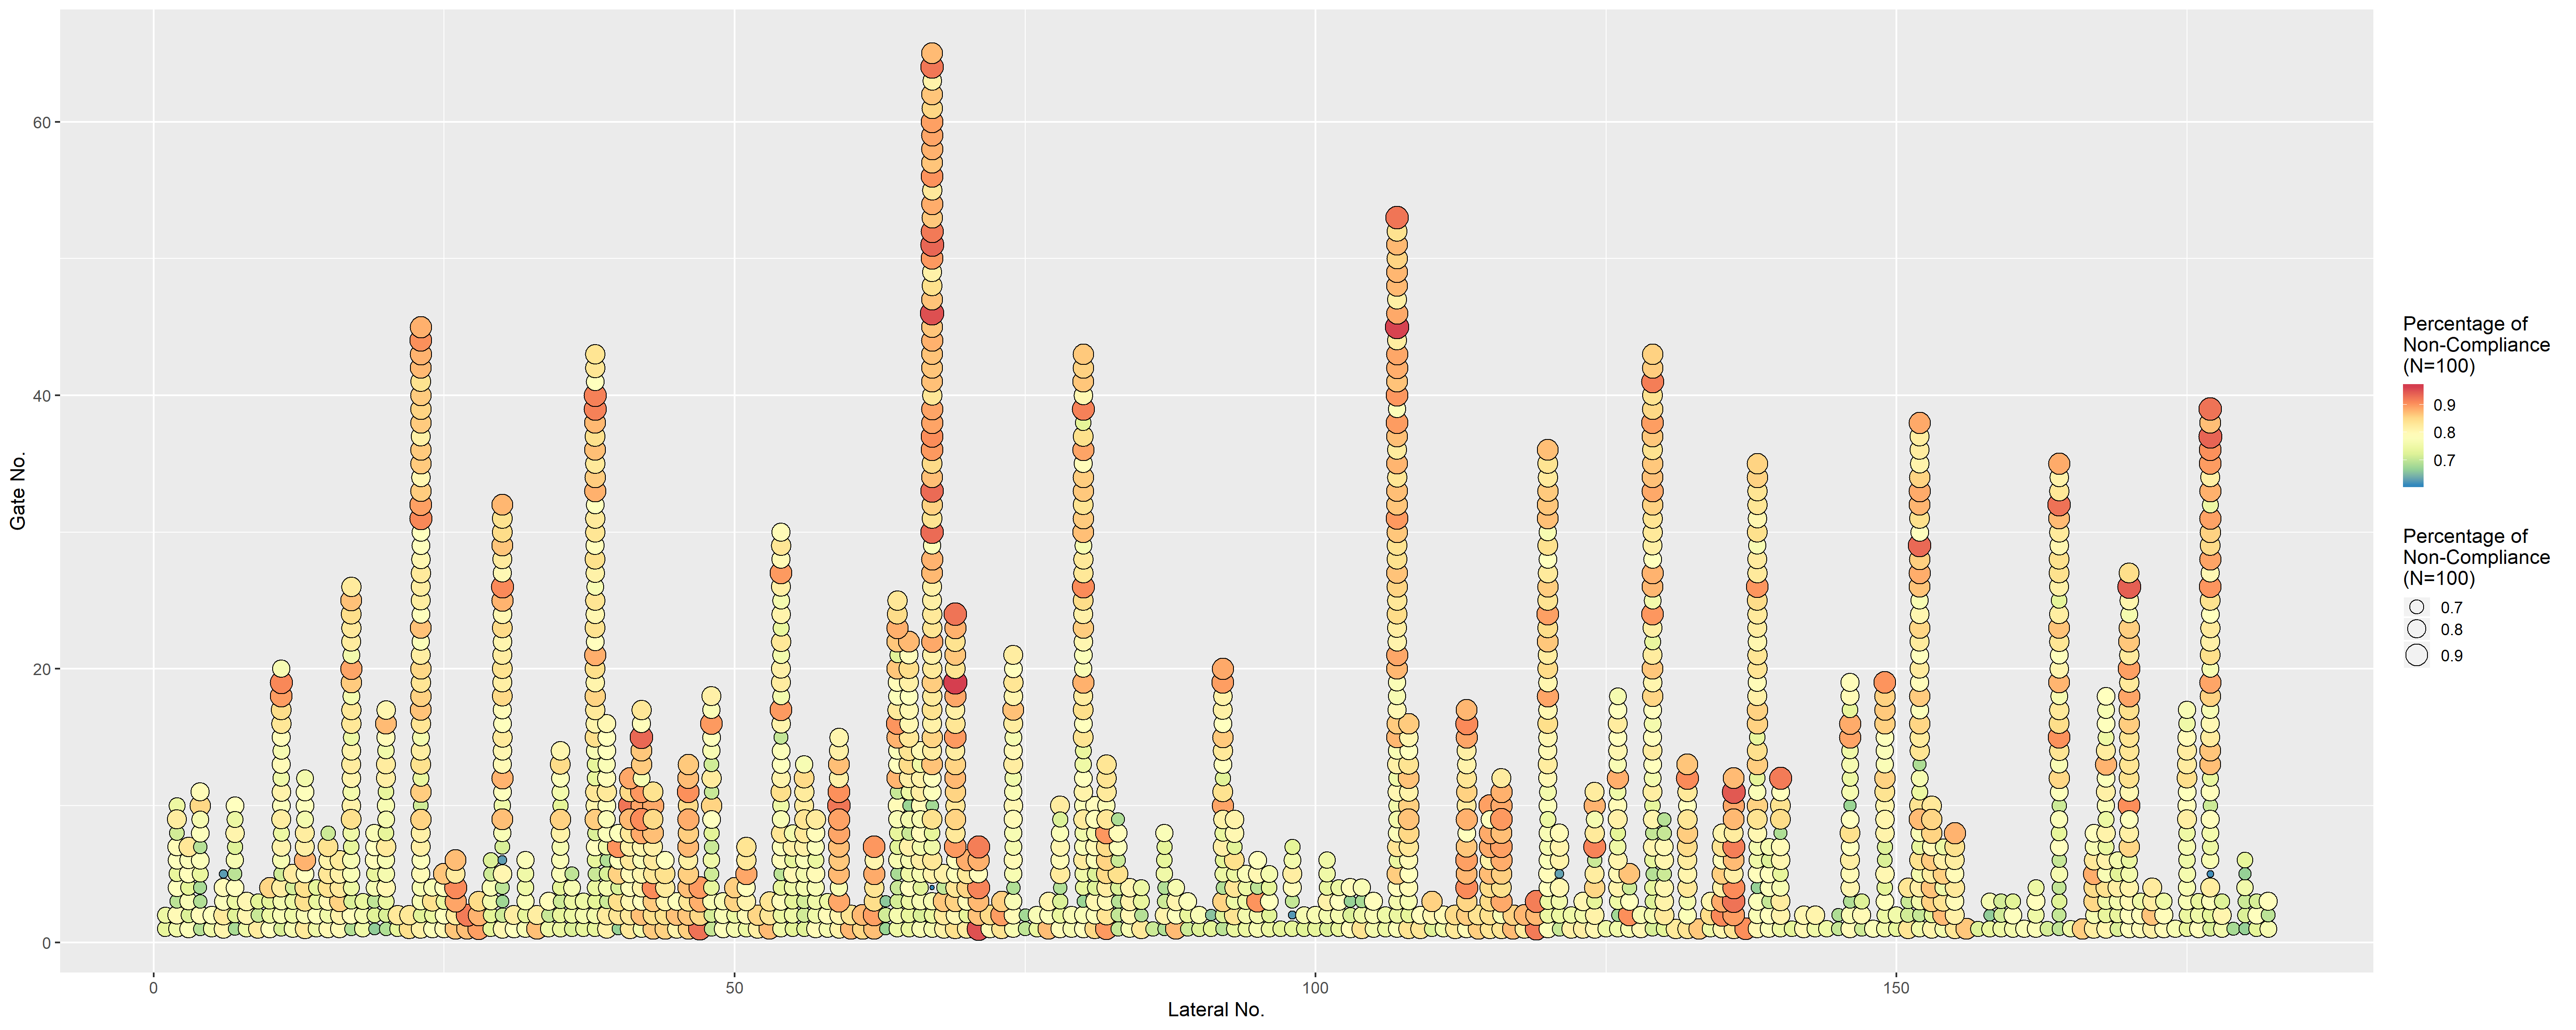 60
40
20
0
Gate No.
0
50
100
150
Lateral No.
Percentage of
Non-Compliance
(N=100)
0.9
0.8
0.7
Percentage of
Non-Compliance
(N=100)
0.7
0.8
0.9